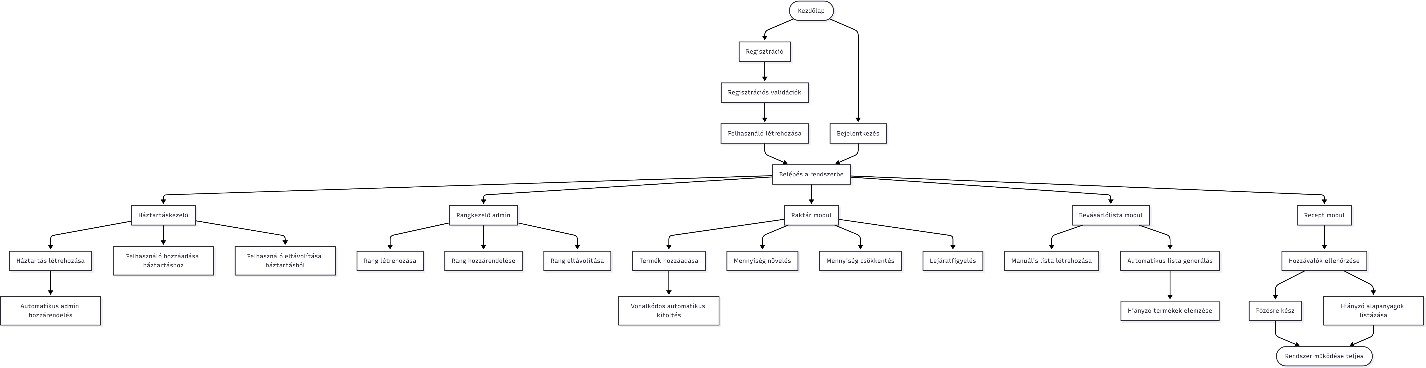 Kezdőlap
Regisztráció
Regisztrációs validációk
Felhasználó létrehozása
Bejelentkezés
Belépés a rendszerbe
Háztartáskezelő
Rangkezelő admin
Raktár modul
Bevásárlólista modul
Recept modul
Háztartás létrehozása
Felhasználó hozzáadása
háztartáshoz
Felhasználó eltávolítása
háztartásból
Rang létrehozása
Rang hozzárendelése
Rang eltávolítása
Termék hozzáadása
Mennyiség növelés
Mennyiség csökkentés
Lejáratfigyelés
Manuális lista létrehozása
Automatikus lista generálás
Hozzávalók ellenőrzése
Automatikus admin
hozzárendelés
Vonalkódos automatikus
kitöltés
Hiányzó termékek elemzése
Főzésre kész
Hiányzó alapanyagok
listázása
Rendszer működése teljes